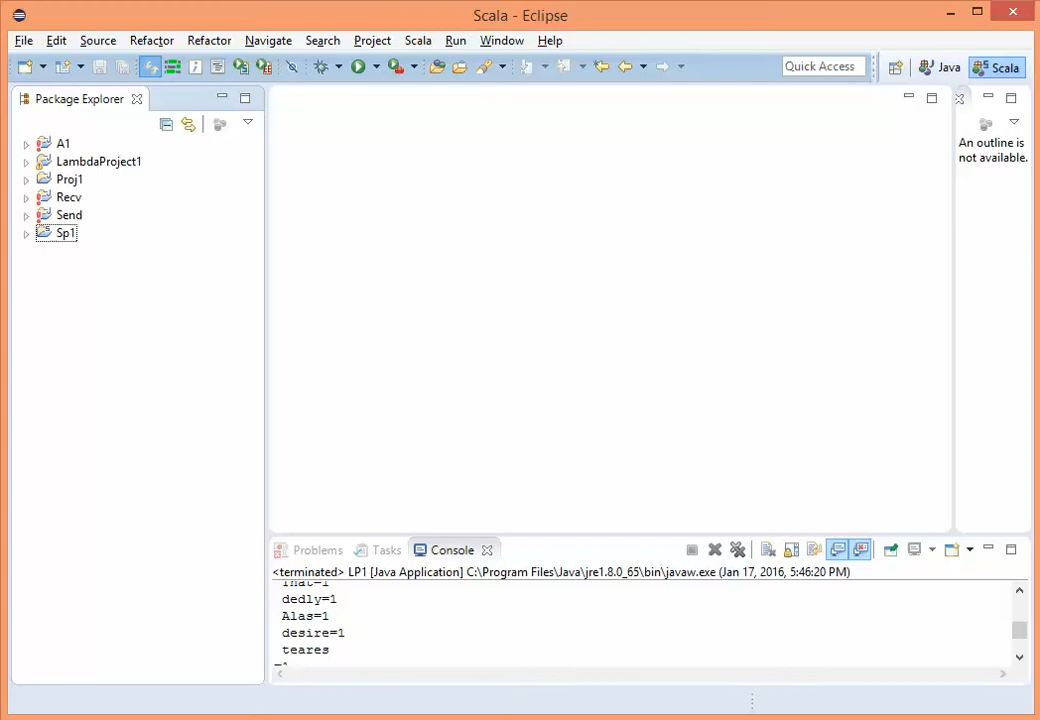 Scala - Eclipse
File Edit Source Refactor Refactor Navigate Search Project Scala Run Window Help
Quick Access
Java
Scala
Package Explorer
A1
LambdaProject1
Proj1
Recv
Send
Sp1
An outline is
not available.
Problems Tasks Console
<terminated> LP1 [Java Application] C:\Program Files\Java\jre1.8.0_65\bin\javaw.exe (Jan 17, 2016, 5:46:20 PM)
dedly=1
Alas=1
desire=1
teares